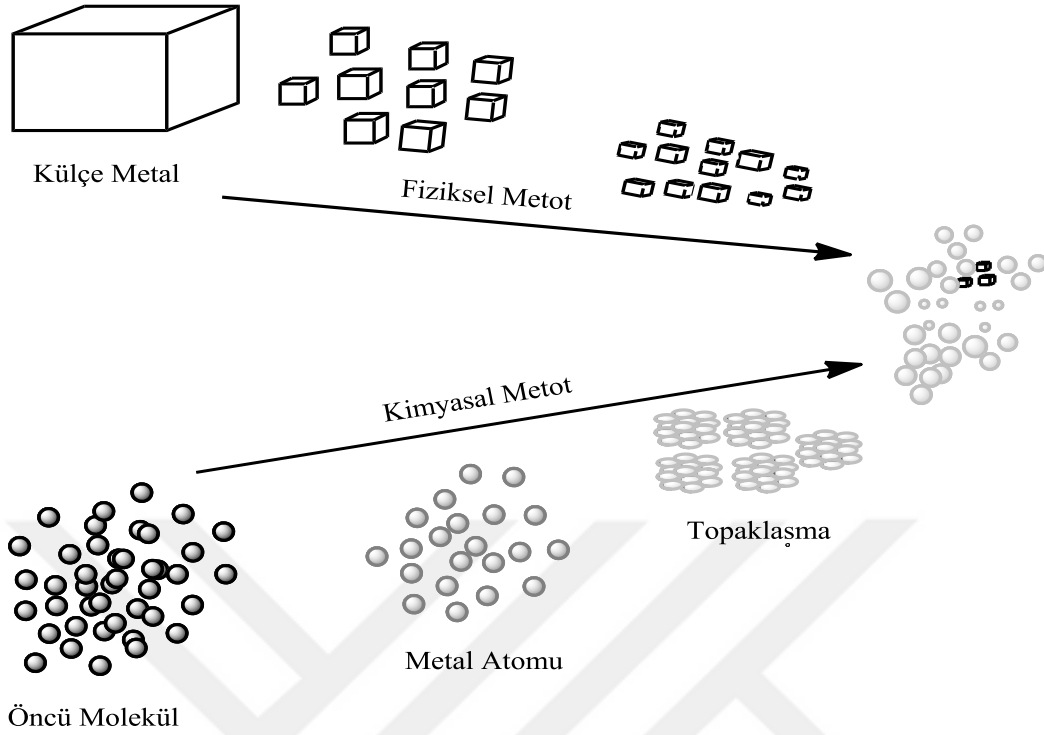 Külçe Metal
Fiziksel Metot
Kimyasal Metot
Topaklaşma
Metal Atomu
Öncü Molekül